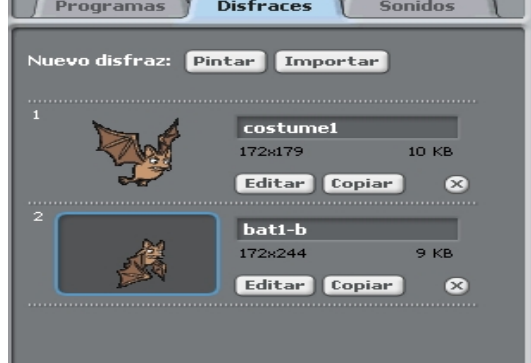 Programas Disfraces Sonidos
Nuevo disfraz: Pintar Importar
1
costume1
172x179 10 KB
Editar Copiar
2
bat1-b
172x244 9 KB
Editar Copiar